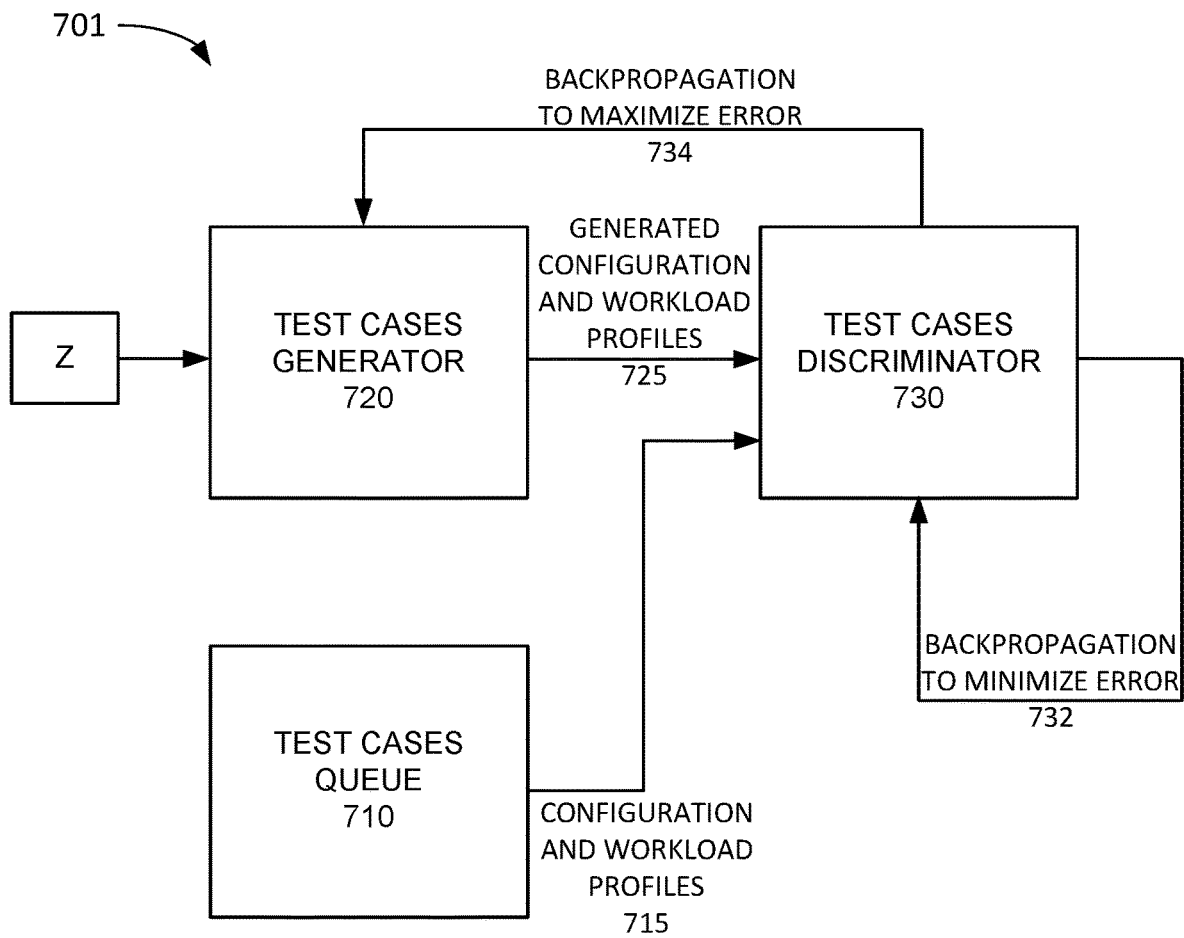 701
BACKPROPAGATION
TO MAXIMIZE ERROR
734
GENERATED
CONFIGURATION
AND WORKLOAD
PROFILES
725
Z
TEST CASES
GENERATOR
720
TEST CASES
DISCRIMINATOR
730
BACKPROPAGATION
TO MINIMIZE ERROR
732
TEST CASES
QUEUE
710
CONFIGURATION
AND WORKLOAD
PROFILES
715